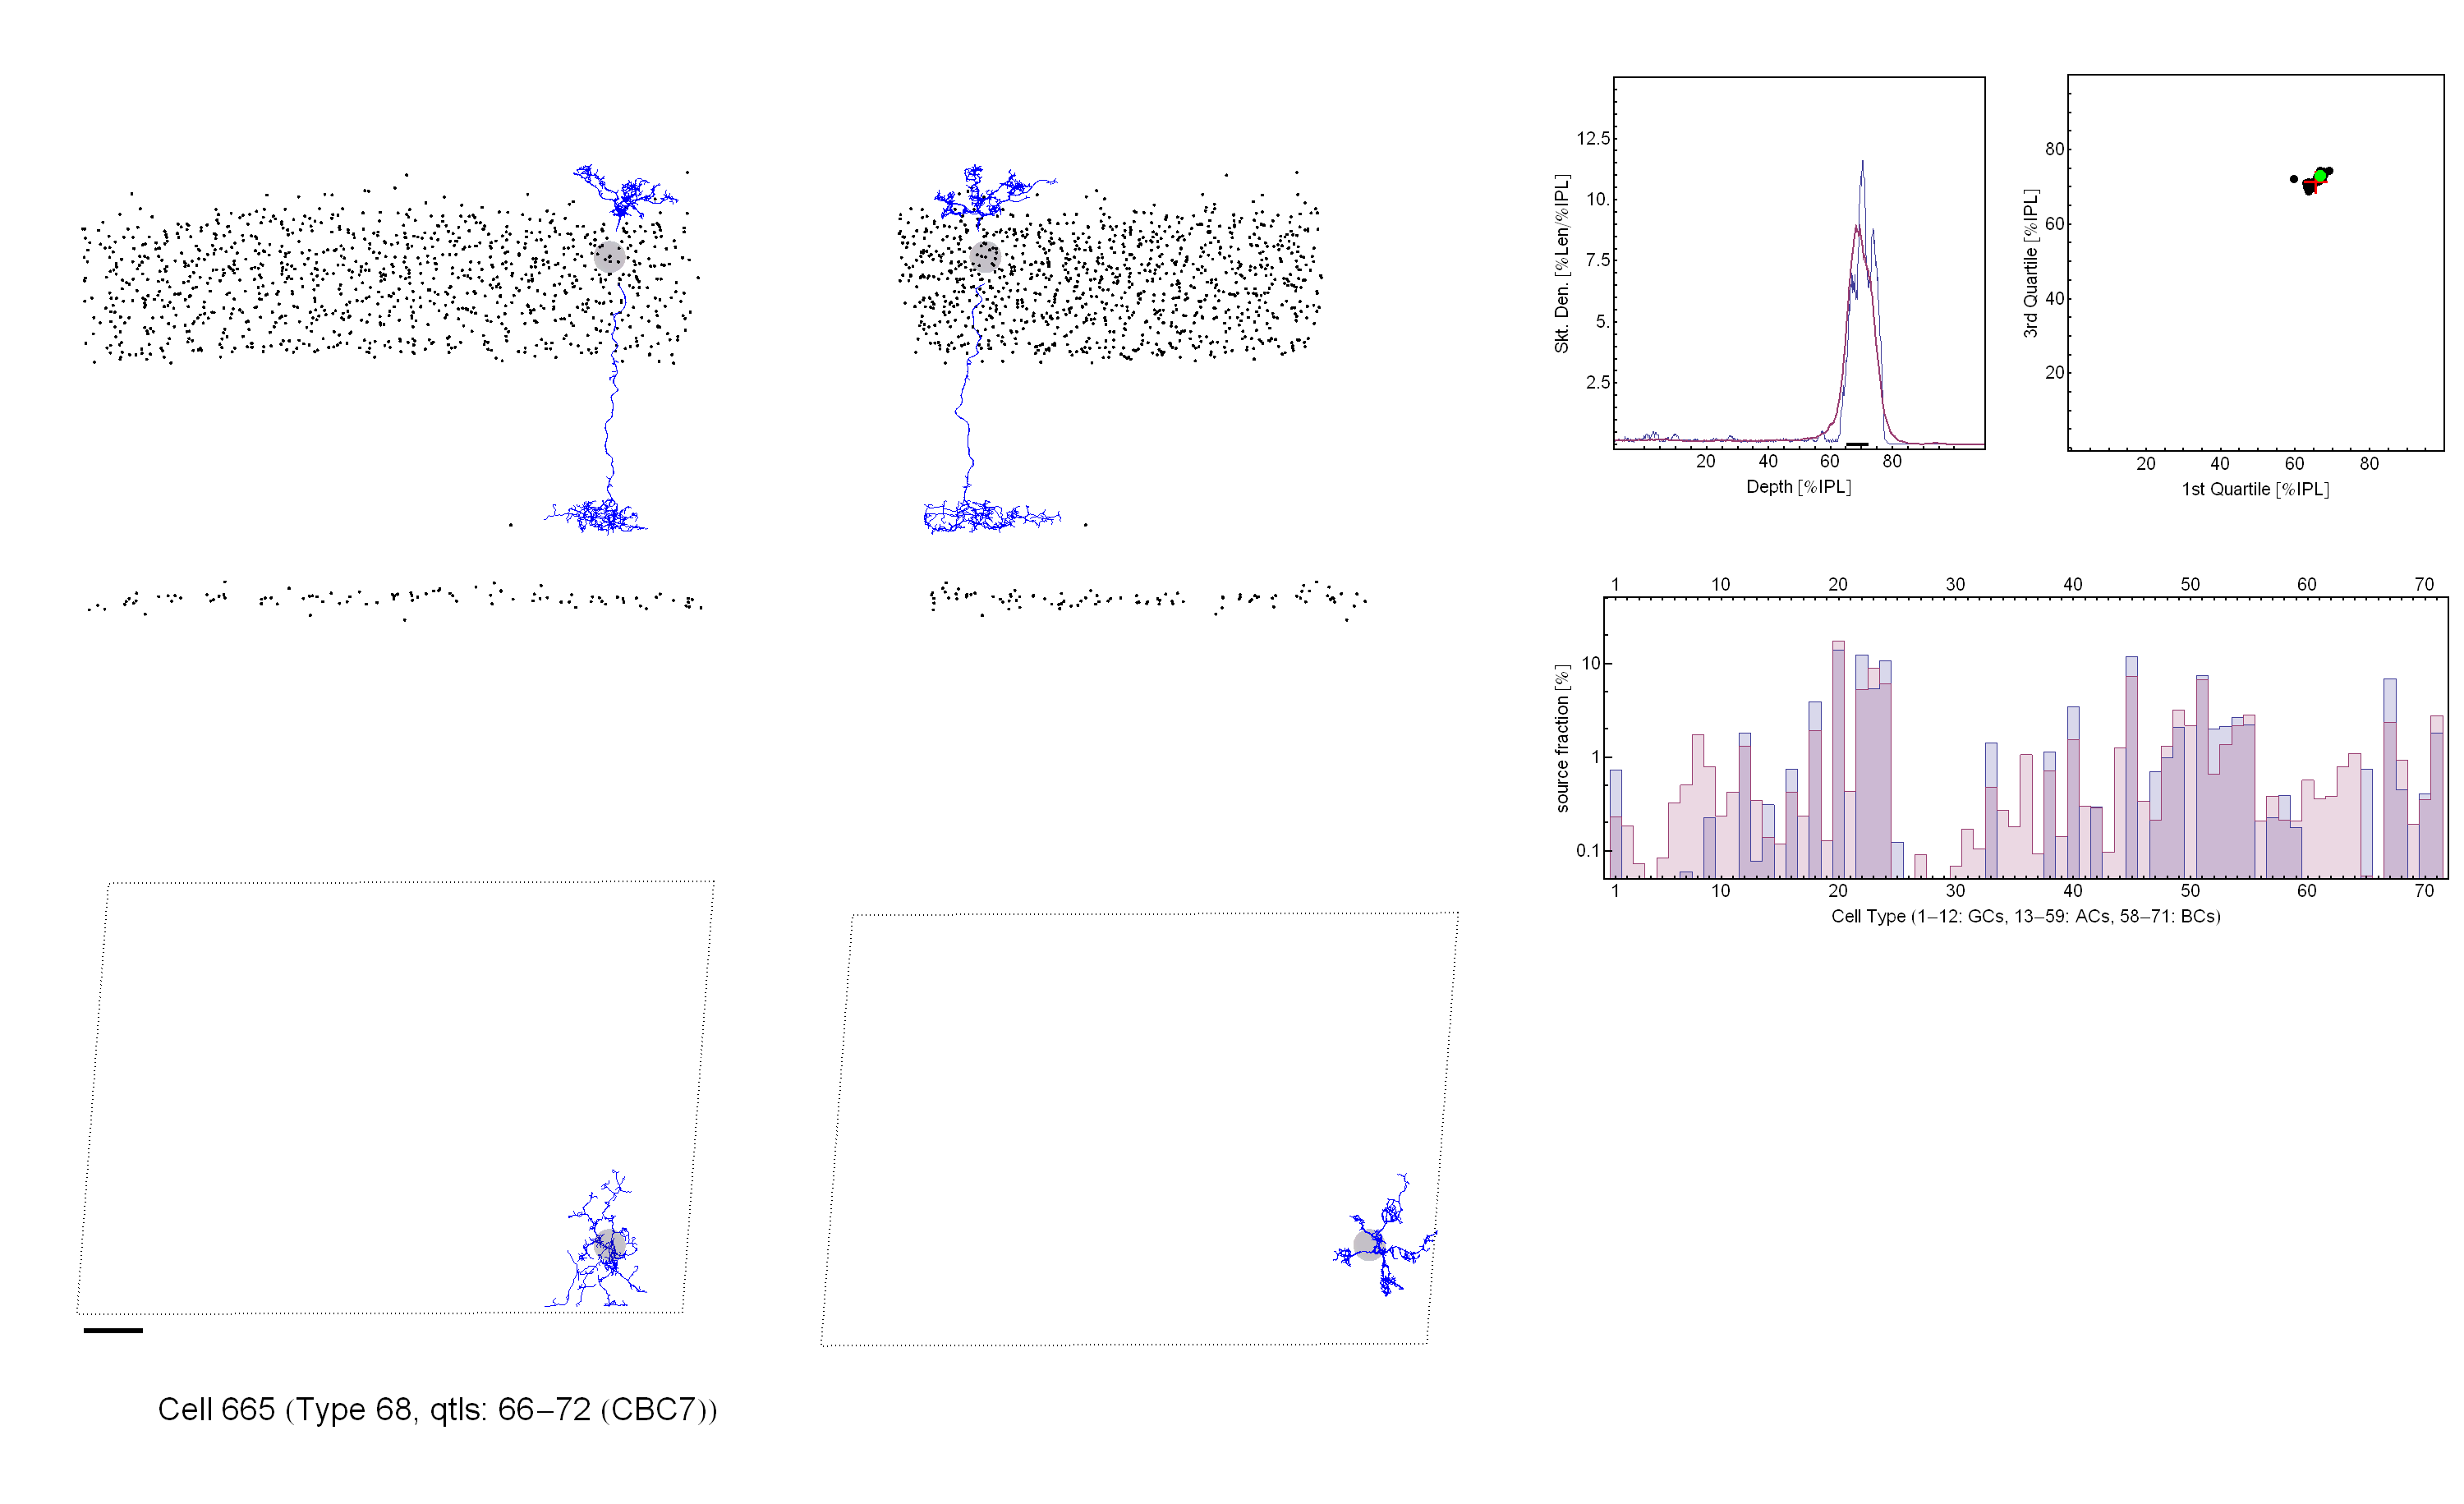 12.5
10.
7.5
5.
2.5
Skt. Den. [%Len/%IPL]
20 40 60 80
Depth [%IPL]
80
60
40
20
3rd Quartile [%IPL]
20 40 60 80
1st Quartile [%IPL]
1 10 20 30 40 50 60 70
10
1
0.1
source fraction [%]
1 10 20 30 40 50 60 70
Cell Type (1–12: GCs, 13–59: ACs, 58–71: BCs)
Cell 665 (Type 68, qtls: 66–72 (CBC7))